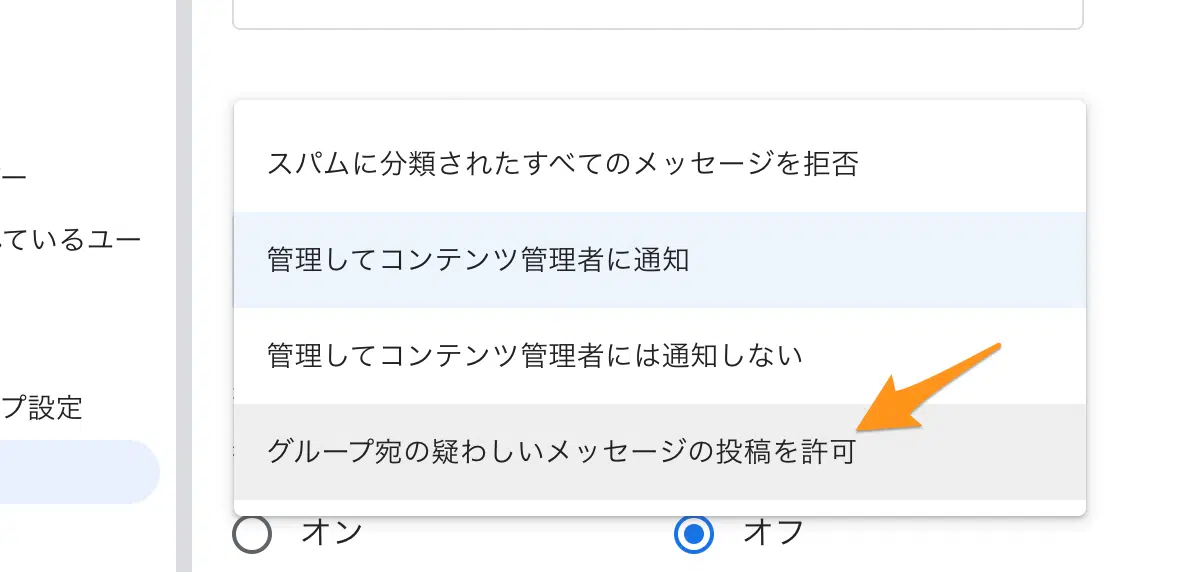 スパムに分類されたすべてのメッセージを拒否
管理してコンテンツ管理者に通知
管理してコンテンツ管理者には通知しない
グループ宛の疑わしいメッセージの投稿を許可
オン
オフ
ー
ているユー
プ設定